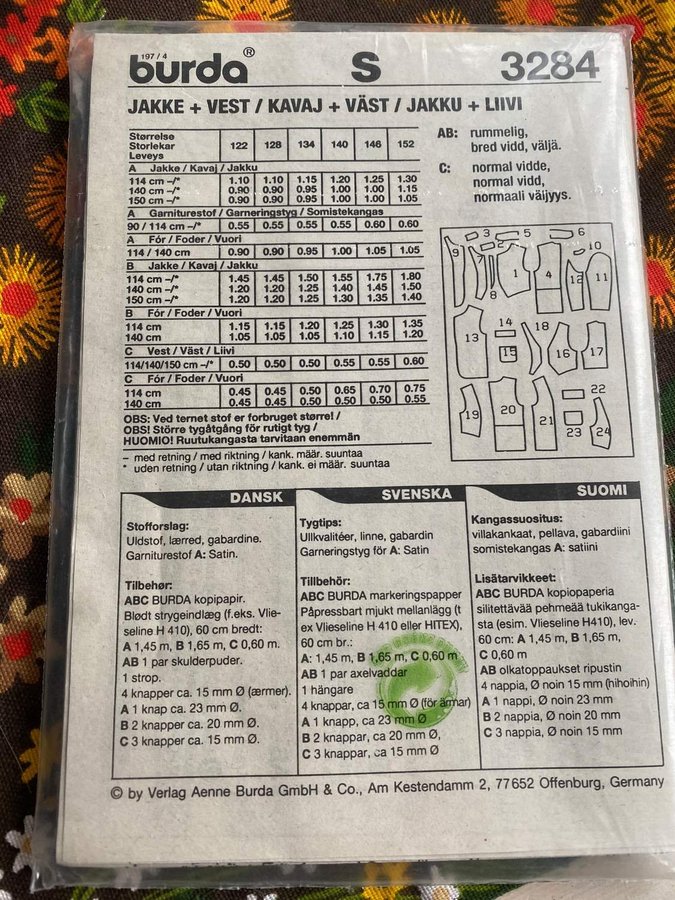 197 / 4
burda® S 3284
JAKKE + VEST / KAVAJ + VÄST / JAKKU + LIIVI
Størrelse
Storlekar
Leveys
122 128 134 140 146 152
A Jakke / Kavaj / Jakku
114 cm –/* 1.10 1.10 1.15 1.20 1.25 1.30
140 cm –/* 0.90 0.90 0.95 1.00 1.00 1.15
150 cm –/* 0.90 0.90 0.95 1.00 1.00 1.05
A Garniturestof / Garneringstyg / Somistekangas
90 / 114 cm –/* 0.55 0.55 0.55 0.55 0.60 0.60
A Fór / Foder / Vuori
114 / 140 cm 0.90 0.90 0.95 1.00 1.05 1.05
B Jakke / Kavaj / Jakku
114 cm –/* 1.45 1.45 1.50 1.55 1.75 1.80
140 cm –/* 1.20 1.20 1.25 1.40 1.45 1.50
150 cm –/* 1.20 1.20 1.25 1.30 1.35 1.40
B Fór / Foder / Vuori
114 cm 1.15 1.15 1.20 1.25 1.30 1.35
140 cm 1.05 1.05 1.10 1.10 1.15 1.20
C Vest / Väst / Liivi
114/140/150 cm –/* 0.50 0.50 0.50 0.55 0.55 0.60
C Fór / Foder / Vuori
114 cm 0.45 0.45 0.50 0.65 0.70 0.75
140 cm 0.45 0.45 0.50 0.50 0.50 0.55
OBS: Ved ternet stof er forbruget større! /
OBS! Större tygåtgång för rutigt tyg /
HUOMIO! Ruutukangasta tarvitaan enemmän
– med retning / med riktning / kank. määr. suuntaa
* uden retning / utan riktning / kank. ei määr. suuntaa
AB: rummelig,
bred vidd, väljä.
C: normal vidde,
normal vidd,
normaali väijyys.
9 3 2 5 6 10
7 8 1 4 12 11
13 14 15 18 16 17
19 20 21 22 23 24
DANSK
Stofforslag:
Uldstof, lærred, gabardine.
Garniturestof A: Satin.
Tilbehør:
ABC BURDA kopipapir.
Blødt strygeindlæg (f.eks. Vlie-
seline H 410), 60 cm bredt:
A 1,45 m, B 1,65 m, C 0,60 m.
AB 1 par skulderpuder.
1 strop.
4 knapper ca. 15 mm Ø (ærmer).
A 1 knap ca. 23 mm Ø.
B 2 knapper ca. 20 mm Ø.
C 3 knapper ca. 15 mm Ø.
SVENSKA
Tygtips:
Ullkvalitéer, linne, gabardin
Garneringstyg för A: Satin
Tillbehör:
ABC BURDA markeringspapper
Påpressbart mjukt mellanlägg (t
ex Vlieseline H 410 eller HITEX),
60 cm br.:
A: 1,45 m, B 1,65 m, C 0,60 m
AB 1 par axelvaddar
1 hängare
4 knappar, ca 15 mm Ø (för ärmar)
A 1 knapp, ca 23 mm Ø
B 2 knappar, ca 20 mm Ø,
C 3 knappar, ca 15 mm Ø
SUOMI
Kangassuositus:
villakankaat, pellava, gabardiini
somistekangas A: satiini
Lisätarvikkeet:
ABC BURDA kopiopaperia
silitettävää pehmeää tukikanga-
sta (esim. Vlieseline H410), lev.
60 cm: A 1,45 m, B 1,65 m,
C 0,60 m
AB olkatoppaukset ripustin
4 nappia, Ø noin 15 mm (hihoihin)
A 1 nappi, Ø noin 23 mm
B 2 nappia, Ø noin 20 mm
C 3 nappia, Ø noin 15 mm
© by Verlag Aenne Burda GmbH & Co., Am Kestendamm 2, 77652 Offenburg, Germany